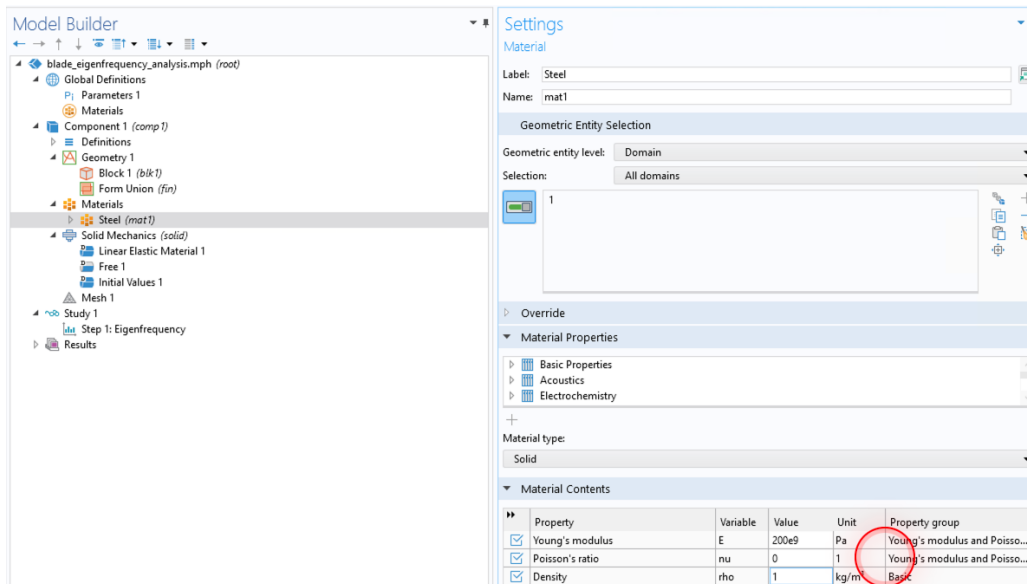 Model Builder
blade_eigenfrequency_analysis.mph (root)
Global Definitions
Pi Parameters 1
Materials
Component 1 (comp1)
Definitions
Geometry 1
Block 1 (blk1)
Form Union (fin)
Materials
Steel (mat1)
Solid Mechanics (solid)
Linear Elastic Material 1
Free 1
Initial Values 1
Mesh 1
Study 1
Step 1: Eigenfrequency
Results
Settings
Material
Label: Steel
Name: mat1
Geometric Entity Selection
Geometric entity level: Domain
Selection: All domains
1
Override
Material Properties
Basic Properties
Acoustics
Electrochemistry
Material type:
Solid
Material Contents
Property Variable Value Unit Property group
Young's modulus E 200e9 Pa Young's modulus and Poisso...
Poisson's ratio nu 0 1 Young's modulus and Poisso...
Density rho 1 kg/m³ Basic